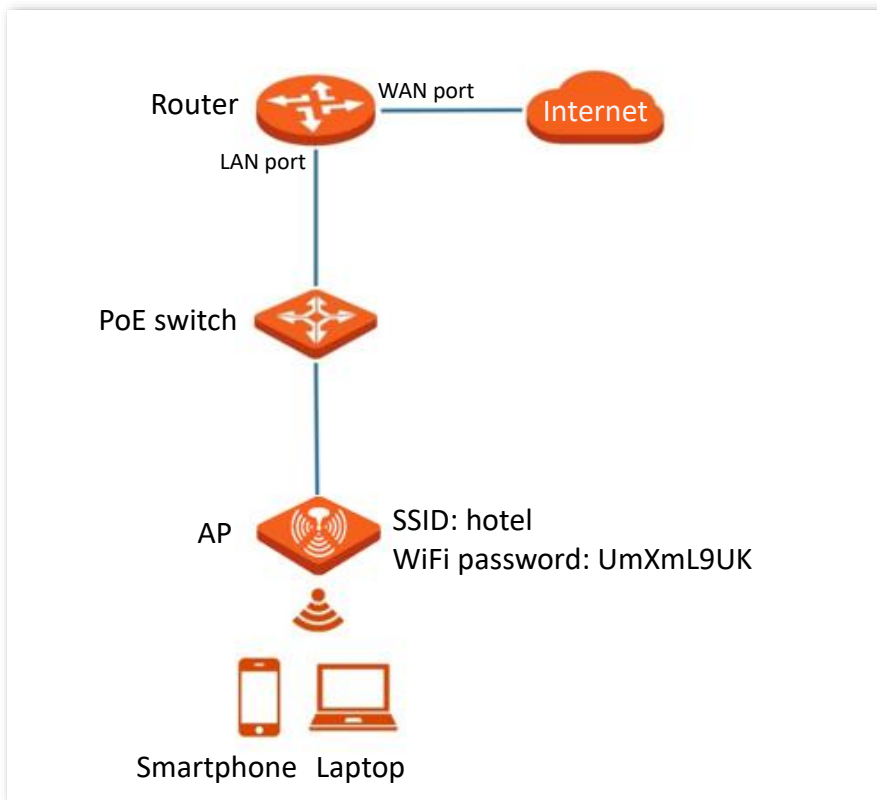 Router
WAN port
Internet
LAN port
PoE switch
AP
SSID: hotel
WiFi password: UmXmL9UK
Smartphone
Laptop